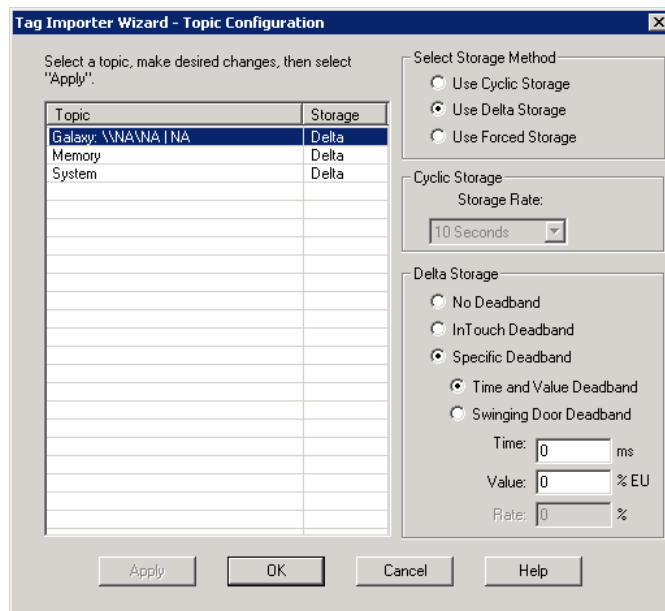 Tag Importer Wizard - Topic Configuration
Select a topic, make desired changes, then select
"Apply".
Topic Storage
Galaxy: \\NA\NA | NA Delta
Memory Delta
System Delta
Select Storage Method
Use Cyclic Storage
Use Delta Storage
Use Forced Storage
Cyclic Storage
Storage Rate:
10 Seconds
Delta Storage
No Deadband
InTouch Deadband
Specific Deadband
Time and Value Deadband
Swinging Door Deadband
Time: 0 ms
Value: 0 % EU
Rate: 0 %
Apply OK Cancel Help